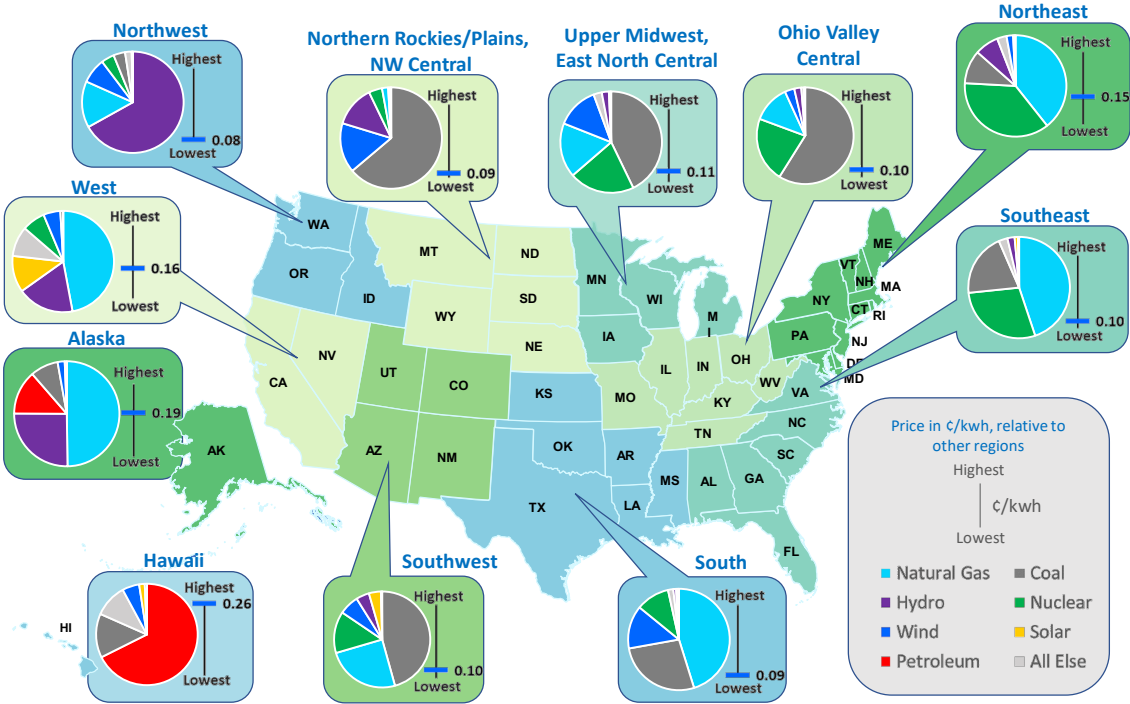 Northwest
Highest
0.08
Lowest
Northern Rockies/Plains,
NW Central
Highest
0.09
Lowest
Upper Midwest,
East North Central
Highest
0.11
Lowest
Ohio Valley
Central
Highest
0.10
Lowest
Northeast
Highest
0.15
Lowest
West
Highest
0.16
Lowest
Southeast
Highest
0.10
Lowest
Alaska
Highest
0.19
Lowest
WA
OR
ID
MT
ND
SD
WY
NE
NV
CA
UT
CO
AZ
NM
KS
OK
TX
MN
WI
IA
M
I
IL
IN
OH
MO
KY
WV
TN
AR
LA
MS
AL
GA
FL
SC
NC
VA
PA
NY
VT
NH
ME
MA
CT
RI
NJ
DE
MD
AK
HI
Hawaii
Highest
0.26
Lowest
Southwest
Highest
0.10
Lowest
South
Highest
0.09
Lowest
Price in ¢/kwh, relative to
other regions
Highest
¢/kwh
Lowest
Natural Gas
Coal
Hydro
Nuclear
Wind
Solar
Petroleum
All Else